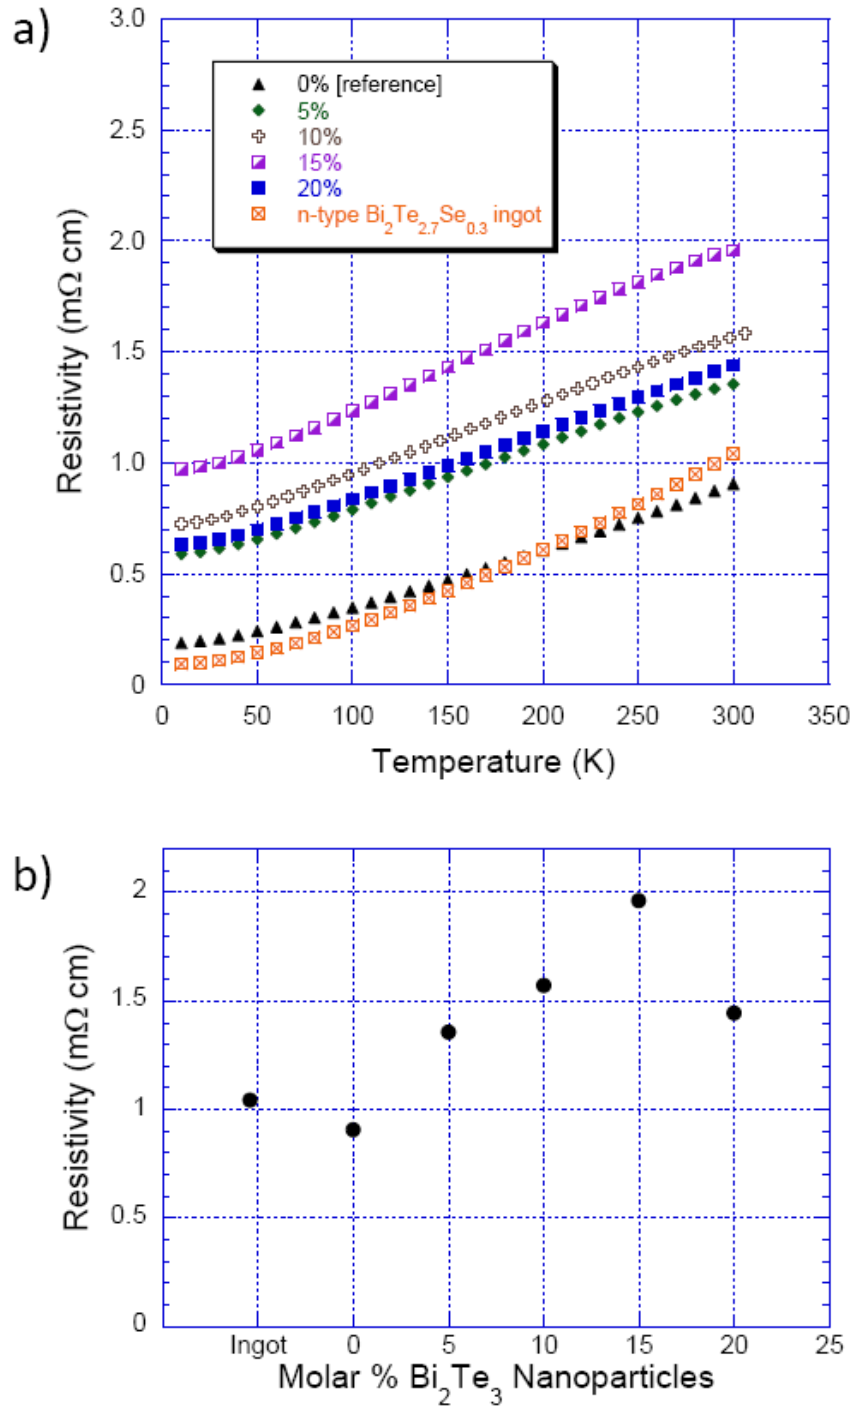 a)
3.0
2.5
2.0
1.5
1.0
0.5
0
Resistivity (mΩ cm)
0% [reference]
5%
10%
15%
20%
n-type Bi₂Te₂.₇Se₀.₃ ingot
0 50 100 150 200 250 300 350
Temperature (K)
b)
2
1.5
1
0.5
0
Resistivity (mΩ cm)
Ingot 0 5 10 15 20 25
Molar % Bi₂Te₃ Nanoparticles